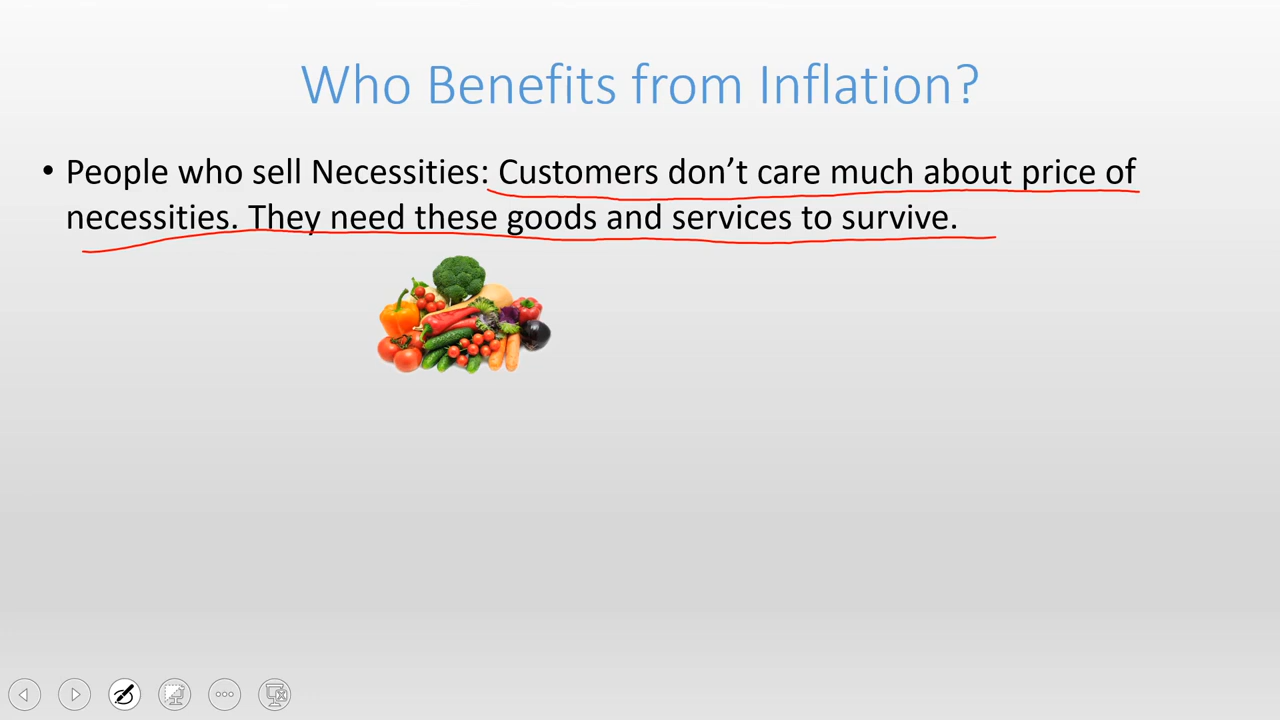 Who Benefits from Inflation?
• People who sell Necessities: Customers don’t care much about price of
necessities. They need these goods and services to survive.